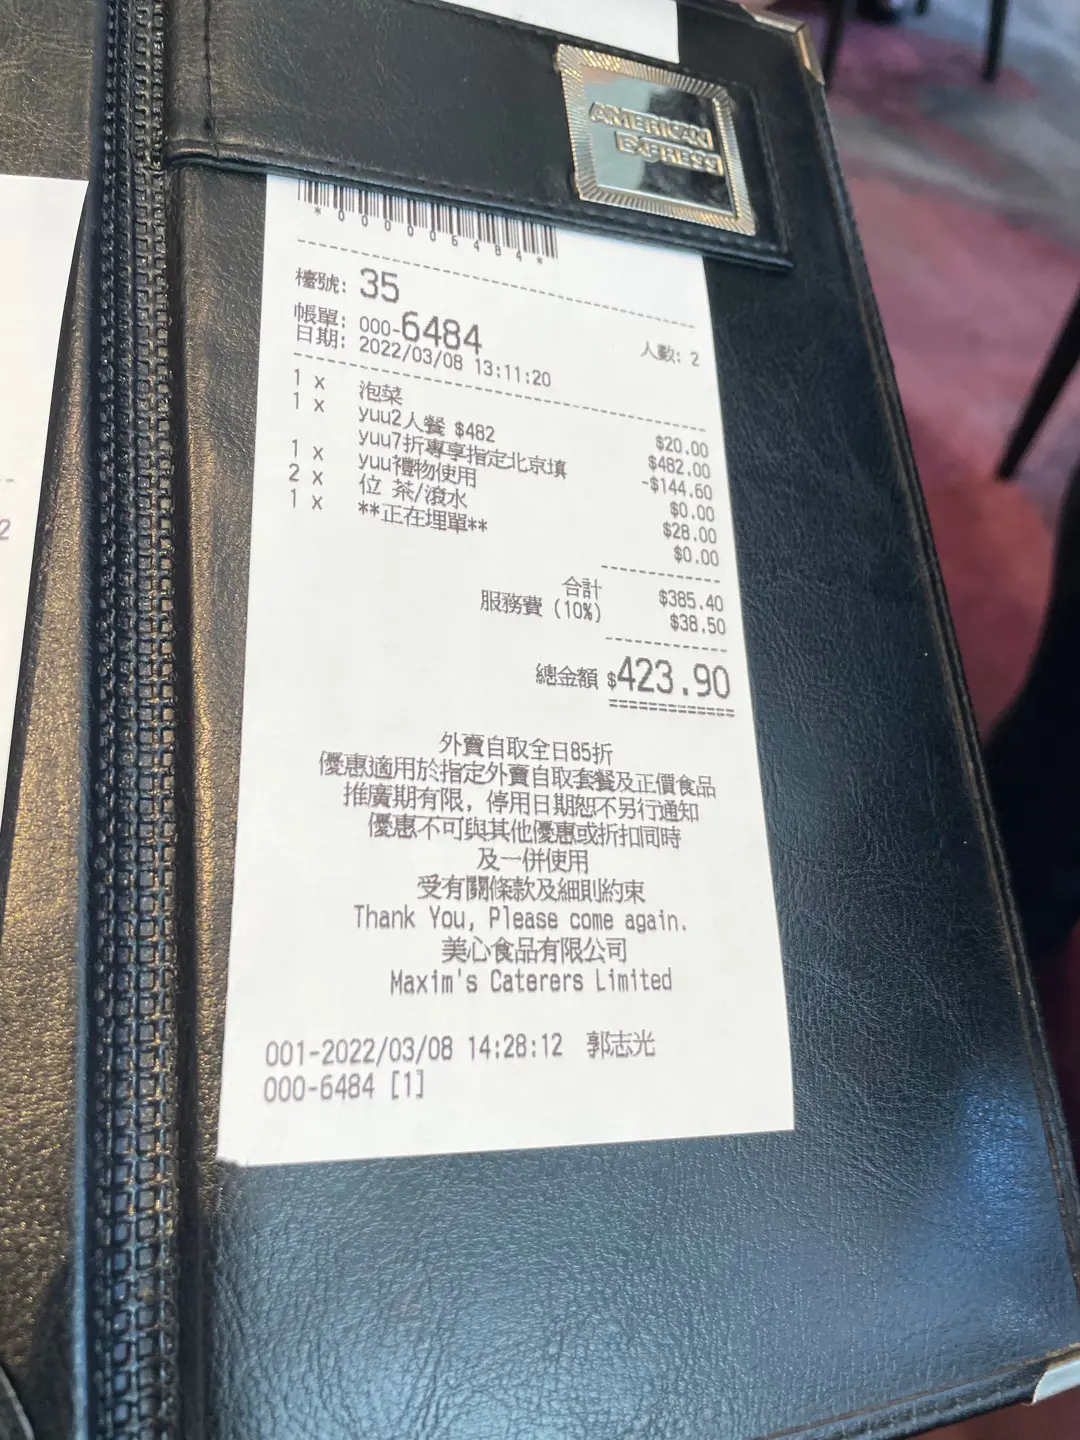 AMERICAN
EXPRESS
*000006484*
檯號: 35
帳單: 000-6484
人數: 2
日期: 2022/03/08 13:11:20
1 x 泡菜 $20.00
1 x yuu2人餐 $482 $482.00
yuu7折專享指定北京填 -$144.60
1 x yuu禮物使用 $0.00
2 x 位 茶/滾水 $28.00
1 x **正在埋單** $0.00
合計 $385.40
服務費 (10%) $38.50
總金額 $423.90
外賣自取全日85折
優惠適用於指定外賣自取套餐及正價食品
推廣期有限，停用日期恕不另行通知
優惠不可與其他優惠或折扣同時
及一併使用
受有關條款及細則約束
Thank You, Please come again.
美心食品有限公司
Maxim's Caterers Limited
001-2022/03/08 14:28:12 郭志光
000-6484 [1]
2